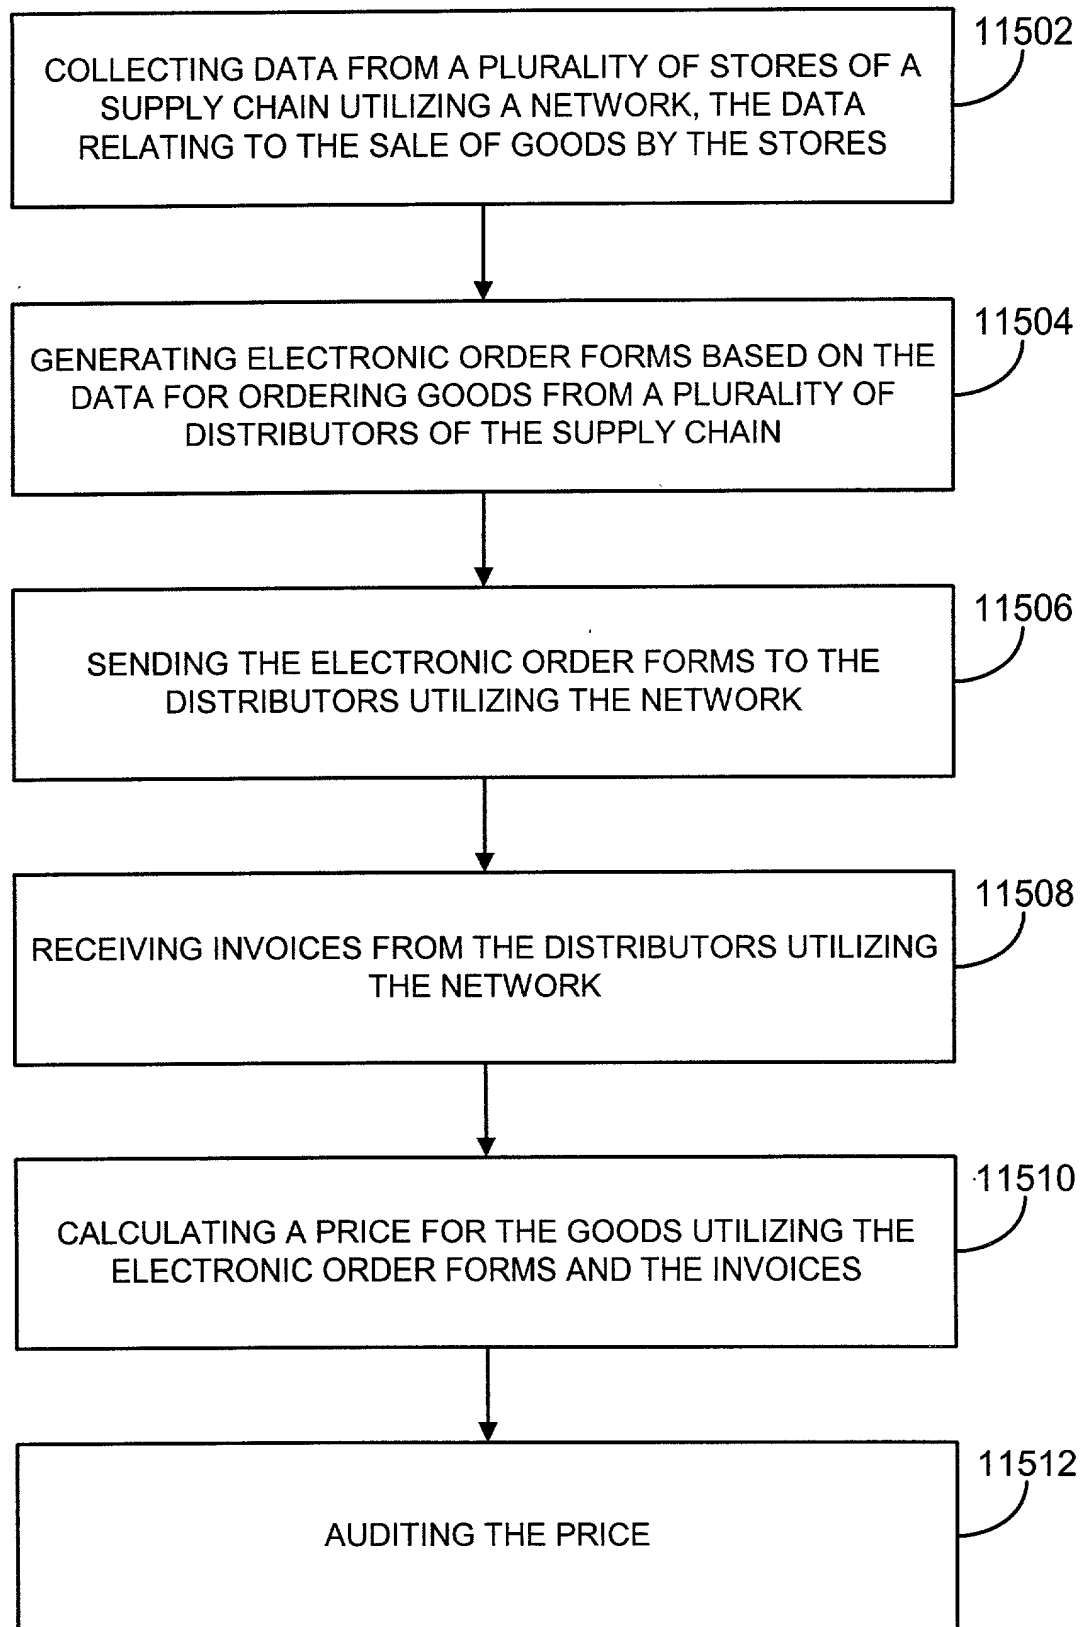 11502
COLLECTING DATA FROM A PLURALITY OF STORES OF A
SUPPLY CHAIN UTILIZING A NETWORK, THE DATA
RELATING TO THE SALE OF GOODS BY THE STORES
11504
GENERATING ELECTRONIC ORDER FORMS BASED ON THE
DATA FOR ORDERING GOODS FROM A PLURALITY OF
DISTRIBUTORS OF THE SUPPLY CHAIN
11506
SENDING THE ELECTRONIC ORDER FORMS TO THE
DISTRIBUTORS UTILIZING THE NETWORK
11508
RECEIVING INVOICES FROM THE DISTRIBUTORS UTILIZING
THE NETWORK
11510
CALCULATING A PRICE FOR THE GOODS UTILIZING THE
ELECTRONIC ORDER FORMS AND THE INVOICES
11512
AUDITING THE PRICE